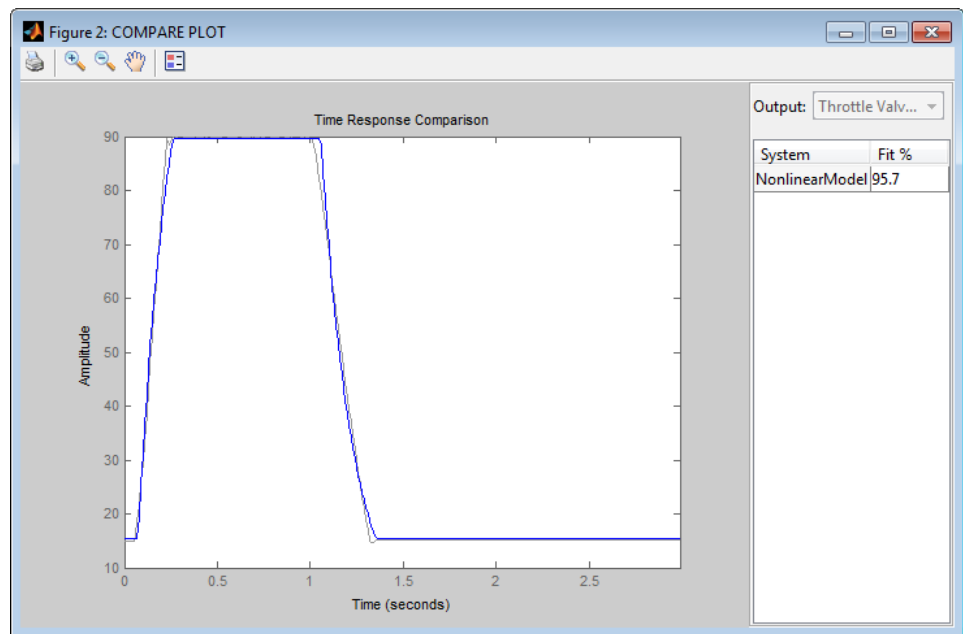 Figure 2: COMPARE PLOT
Time Response Comparison
90
80
70
60
50
40
30
20
10
Amplitude
0 0.5 1 1.5 2 2.5
Time (seconds)
Output: Throttle Valv...
System Fit %
NonlinearModel 95.7